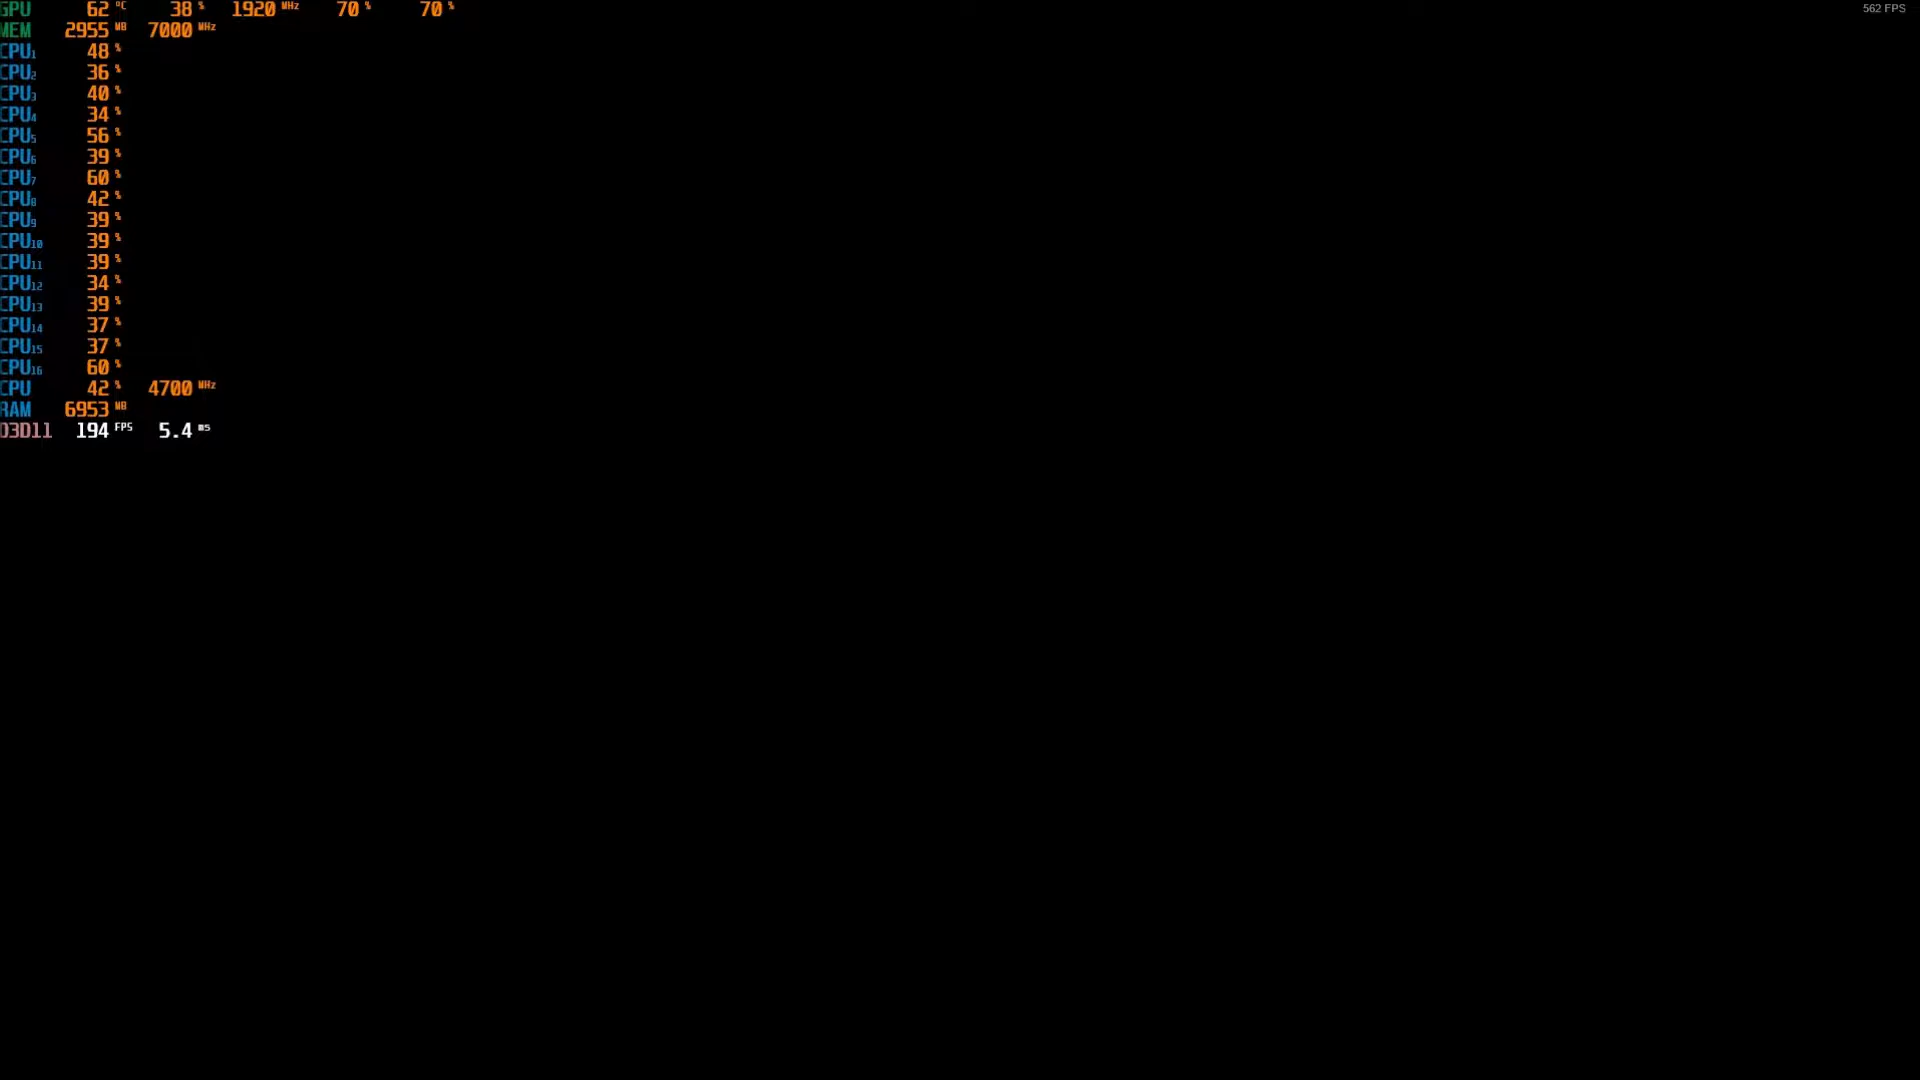 GPU 62 °C 38 % 1920 MHz 70 % 70 % 562 FPS
MEM 2955 MB 7000 MHz
CPU1 48 %
CPU2 36 %
CPU3 40 %
CPU4 34 %
CPU5 56 %
CPU6 39 %
CPU7 60 %
CPU8 42 %
CPU9 39 %
CPU10 39 %
CPU11 39 %
CPU12 34 %
CPU13 39 %
CPU14 37 %
CPU15 37 %
CPU16 60 %
CPU 42 % 4700 MHz
RAM 6953 MB
D3D11 194 FPS 5.4 ms